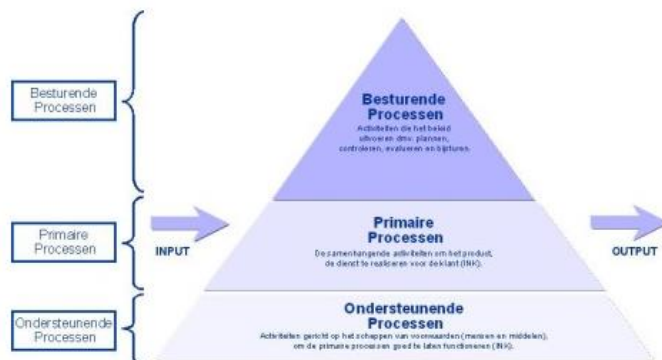 Besturende
Processen
Besturende
Processen
Activiteiten die het beleid
uitvoeren dmv. plannen,
controleren, evalueren en bijsturen.
Primaire
Processen
INPUT
Primaire
Processen
De samenhangende activiteiten om het product,
de dienst te realiseren voor de klant (INK).
OUTPUT
Ondersteunende
Processen
Ondersteunende
Processen
Activiteiten gericht op het scheppen van voorwaarden (mensen en middelen),
om de primaire processen goed te laten functioneren (INK).